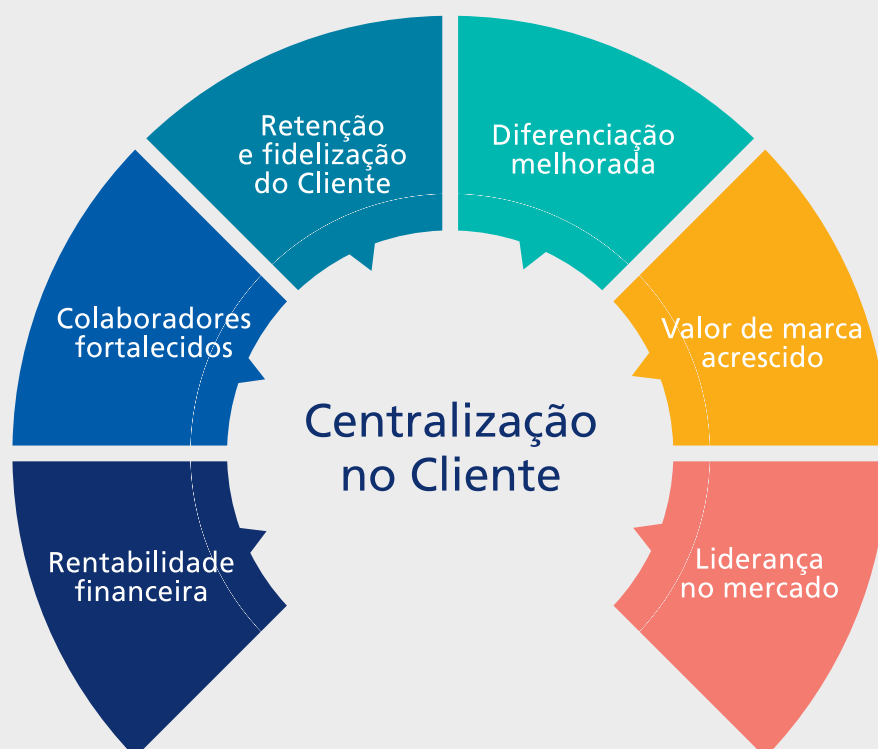 Retenção
e fidelização
do Cliente
Diferenciação
melhorada
Colaboradores
fortalecidos
Valor de marca
acrescido
Centralização
no Cliente
Rentabilidade
financeira
Liderança
no mercado